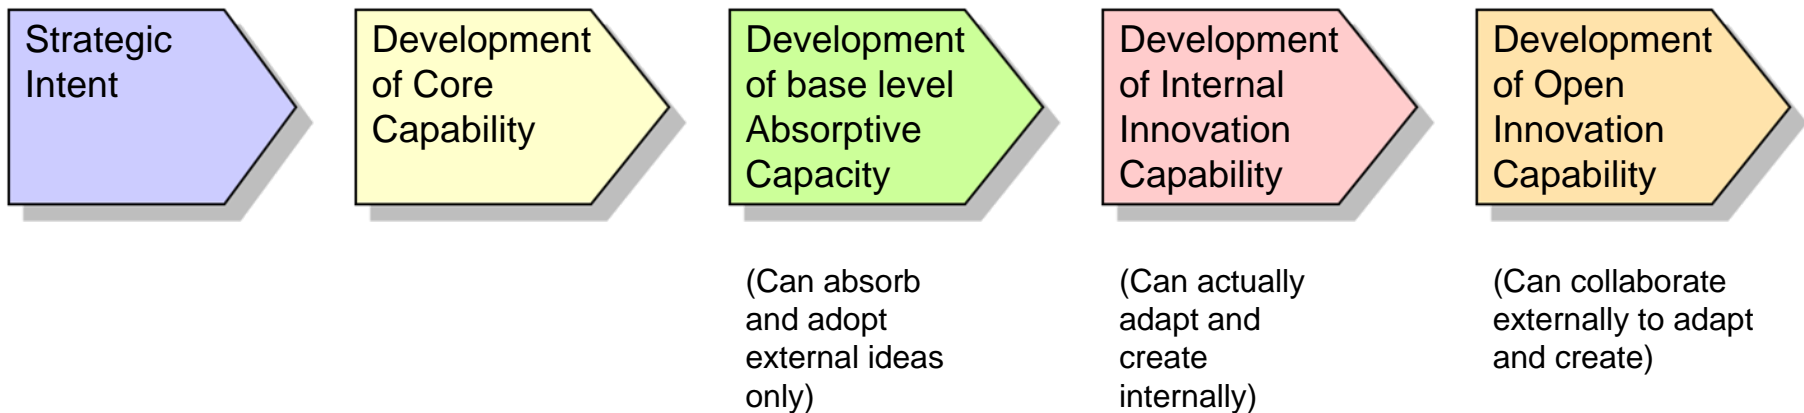 Strategic
Intent
Development
of Core
Capability
Development
of base level
Absorptive
Capacity
Development
of Internal
Innovation
Capability
Development
of Open
Innovation
Capability
(Can absorb
and adopt
external ideas
only)
(Can actually
adapt and
create
internally)
(Can collaborate
externally to adapt
and create)